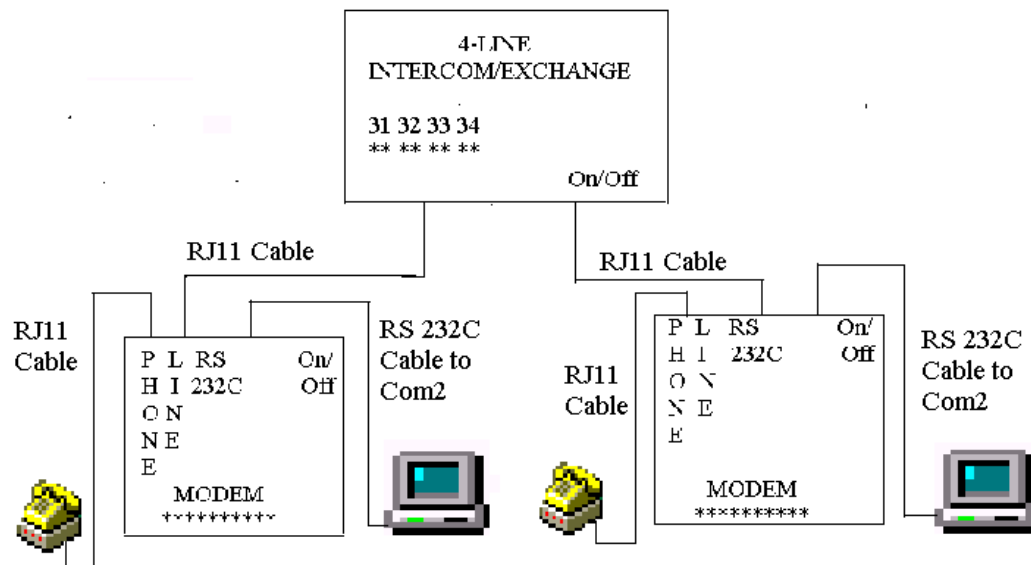 4-LINE
INTERCOM/EXCHANGE
31 32 33 34
** ** ** **
On/Off
RJ11 Cable
RJ11 Cable
RJ11
Cable
P L RS On/
H I 232C Off
O N
N E
E
MODEM
**********
RS 232C
Cable to
Com2
RJ11
Cable
P L RS On/
H I 232C Off
O N
N E
E
MODEM
**********
RS 232C
Cable to
Com2